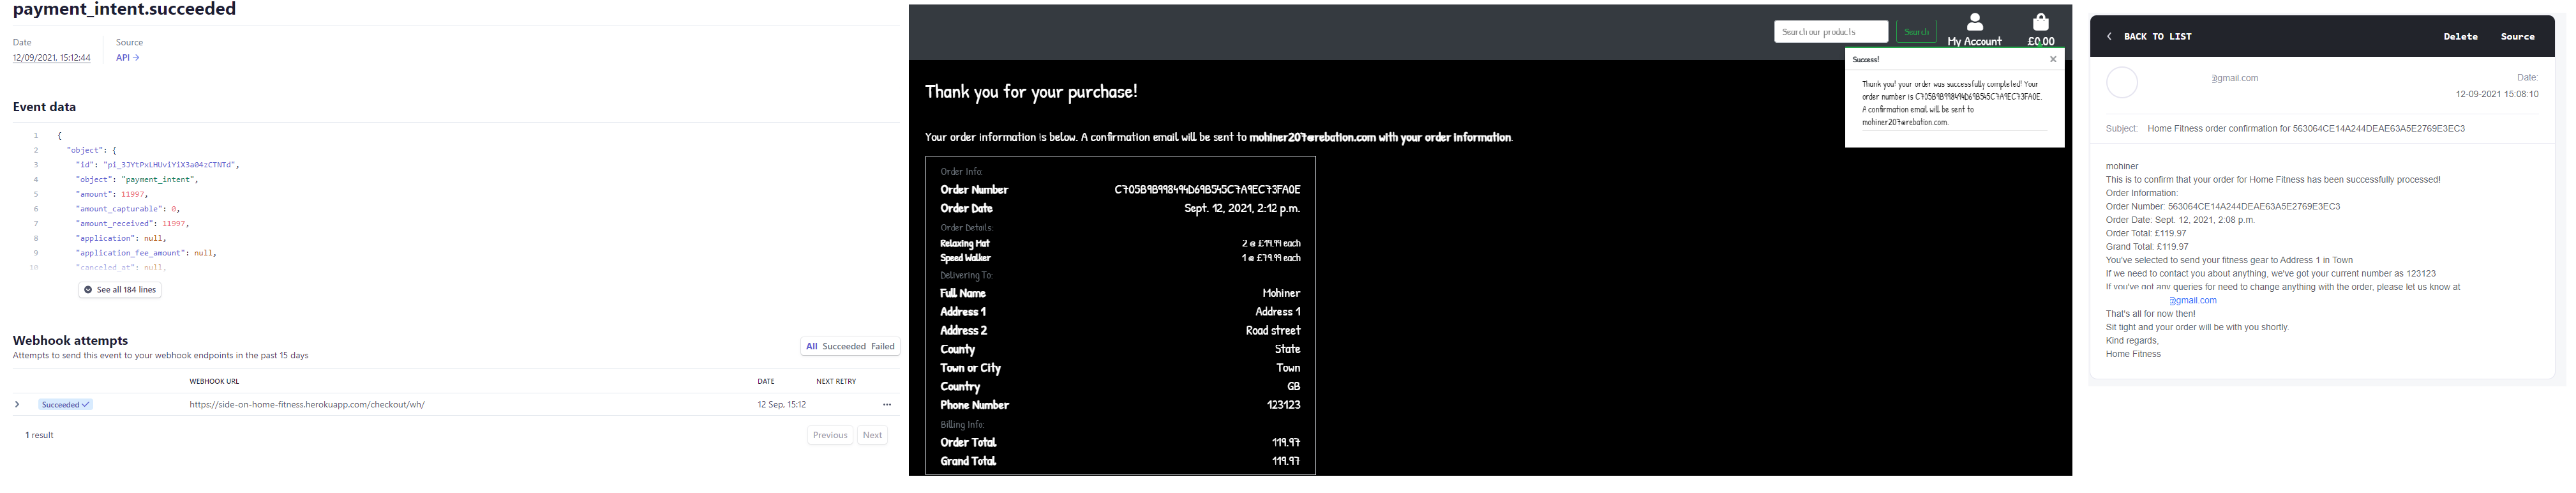 payment_intent.succeeded
Date
Source
12/09/2021, 15:12:44
API →
Event data
1 {
2 "object": {
3 "id": "pi_3JYtPxLHUviYiX3a04zCTNTd",
4 "object": "payment_intent",
5 "amount": 11997,
6 "amount_capturable": 0,
7 "amount_received": 11997,
8 "application": null,
9 "application_fee_amount": null,
10 "canceled_at": null,
See all 184 lines
Webhook attempts
Attempts to send this event to your webhook endpoints in the past 15 days
All Succeeded Failed
WEBHOOK URL DATE NEXT RETRY
Succeeded ✓ https://side-on-home-fitness.herokuapp.com/checkout/wh/ 12 Sep, 15:12 ...
1 result
Previous Next
Search our products
Search
My Account
£0.00
Success!
Thank you! your order was successfully completed! Your
order number is C705B9B998494D69B545C7A9EC73FA0E.
A confirmation email will be sent to
mohiner207@rebation.com.
Thank you for your purchase!
Your order information is below. A confirmation email will be sent to mohiner207@rebation.com with your order information.
Order Info:
Order Number C705B9B998494D69B545C7A9EC73FA0E
Order Date Sept. 12, 2021, 2:12 p.m.
Order Details:
Relaxing Mat 2 @ £19.99 each
Speed Walker 1 @ £79.99 each
Delivering To:
Full Name Mohiner
Address 1 Address 1
Address 2 Road street
County State
Town or City Town
Country GB
Phone Number 123123
Billing Info:
Order Total 119.97
Grand Total 119.97
BACK TO LIST
Delete Source
@gmail.com
Date:
12-09-2021 15:08:10
Subject: Home Fitness order confirmation for 563064CE14A244DEAE63A5E2769E3EC3
mohiner
This is to confirm that your order for Home Fitness has been successfully processed!
Order Information:
Order Number: 563064CE14A244DEAE63A5E2769E3EC3
Order Date: Sept. 12, 2021, 2:08 p.m.
Order Total: £119.97
Grand Total: £119.97
You've selected to send your fitness gear to Address 1 in Town
If we need to contact you about anything, we've got your current number as 123123
If you've got any queries for need to change anything with the order, please let us know at
@gmail.com
That's all for now then!
Sit tight and your order will be with you shortly.
Kind regards,
Home Fitness